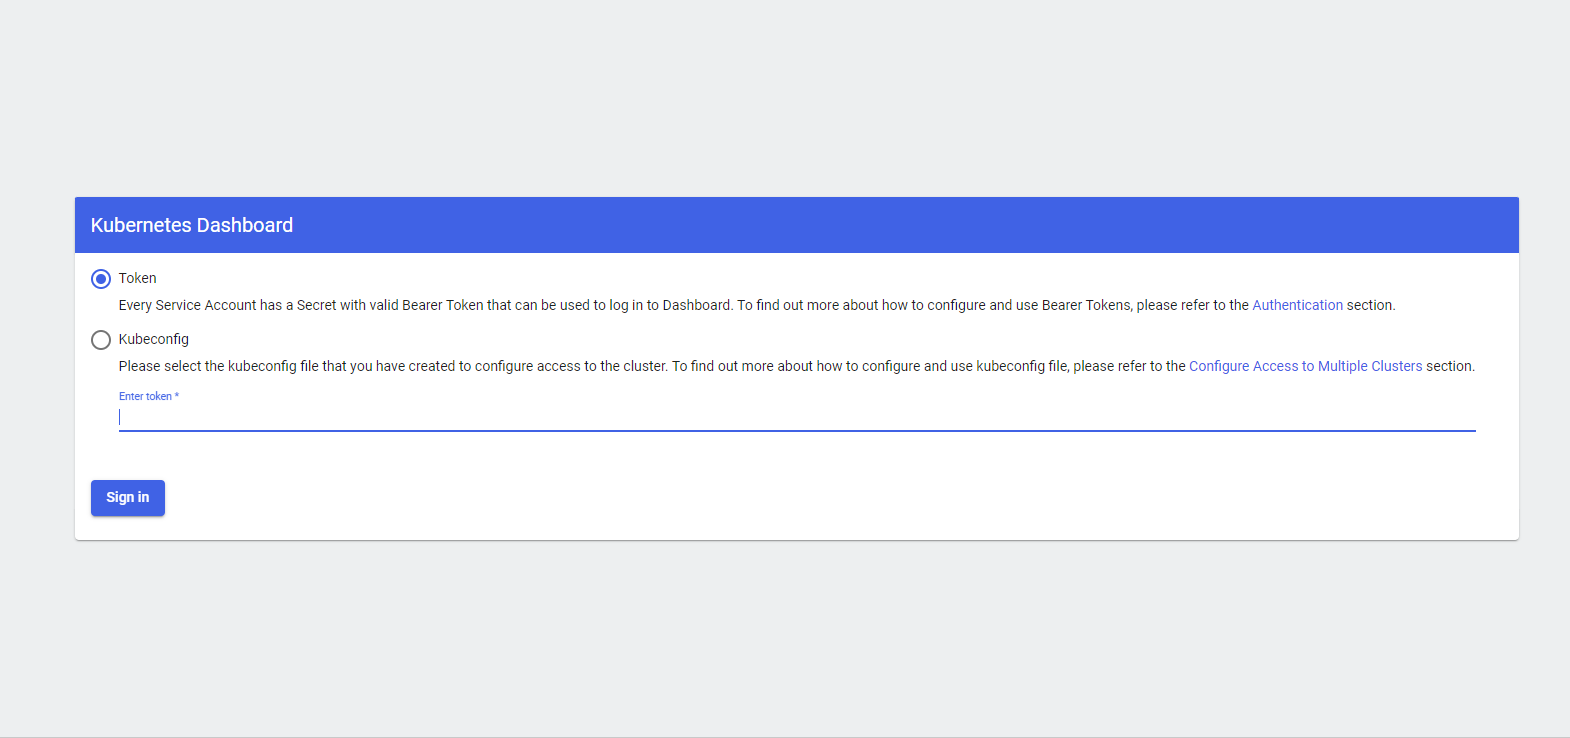 Kubernetes Dashboard
Token
Every Service Account has a Secret with valid Bearer Token that can be used to log in to Dashboard. To find out more about how to configure and use Bearer Tokens, please refer to the Authentication section.
Kubeconfig
Please select the kubeconfig file that you have created to configure access to the cluster. To find out more about how to configure and use kubeconfig file, please refer to the Configure Access to Multiple Clusters section.
Enter token *
Sign in